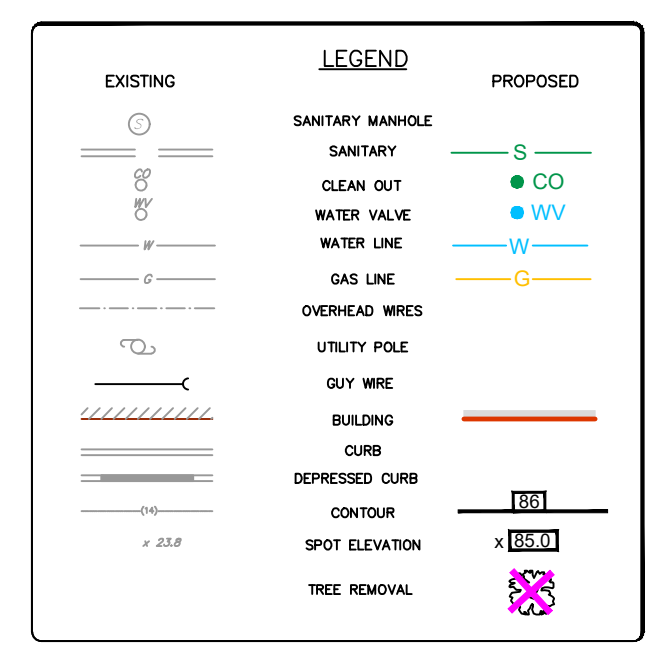 LEGEND
EXISTING PROPOSED
S SANITARY MANHOLE
SANITARY S
CO CLEAN OUT CO
WV WATER VALVE WV
W WATER LINE W
G GAS LINE G
OVERHEAD WIRES
UTILITY POLE
GUY WIRE
BUILDING
CURB
DEPRESSED CURB
(14) CONTOUR 86
x 23.8 SPOT ELEVATION x 85.0
TREE REMOVAL